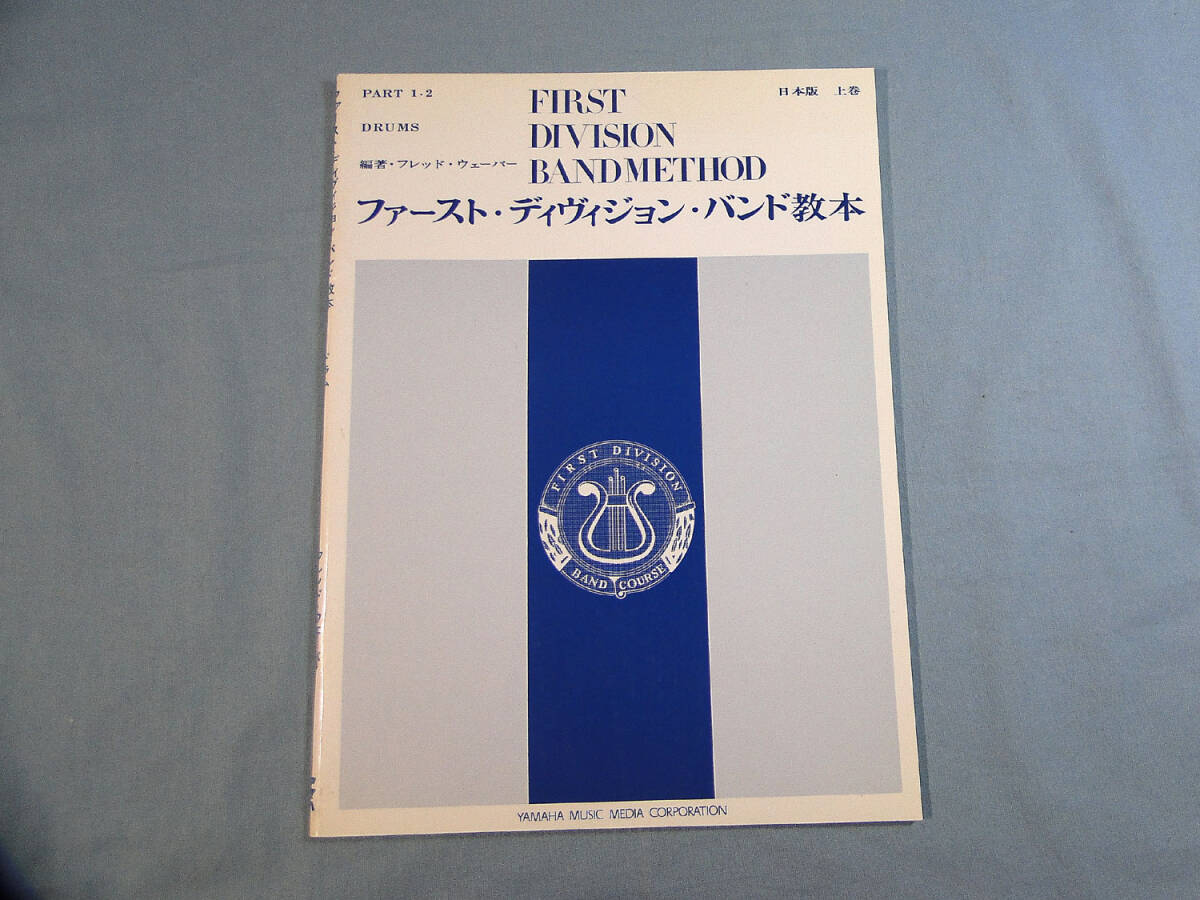 PART 1-2
DRUMS
編著・フレッド・ウェーバー
FIRST
DIVISION
BAND METHOD
日本版 上巻
ファースト・ディヴィジョン・バンド教本
FIRST DIVISION
BAND COURSE
YAMAHA MUSIC MEDIA CORPORATION